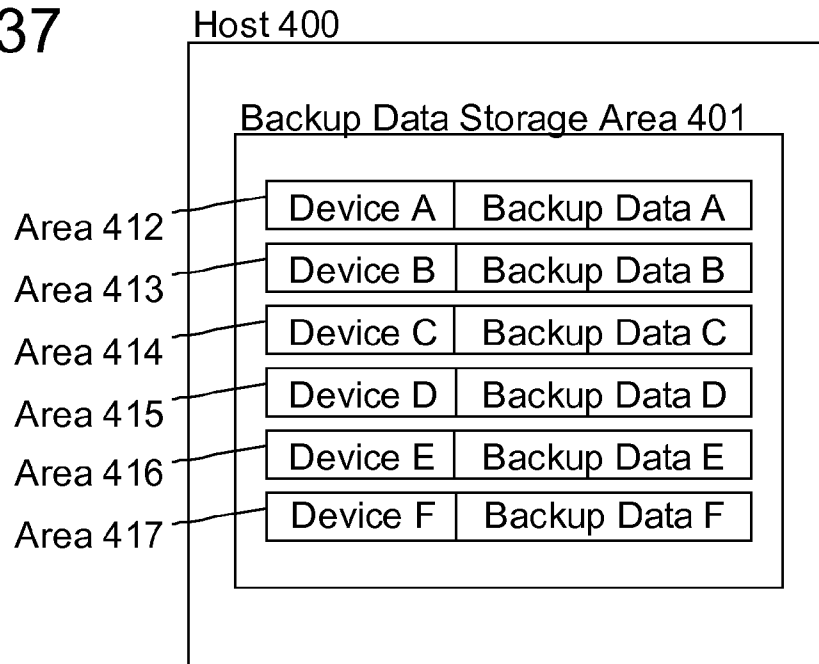 37
Host 400
Backup Data Storage Area 401
Area 412 Device A Backup Data A
Area 413 Device B Backup Data B
Area 414 Device C Backup Data C
Area 415 Device D Backup Data D
Area 416 Device E Backup Data E
Area 417 Device F Backup Data F